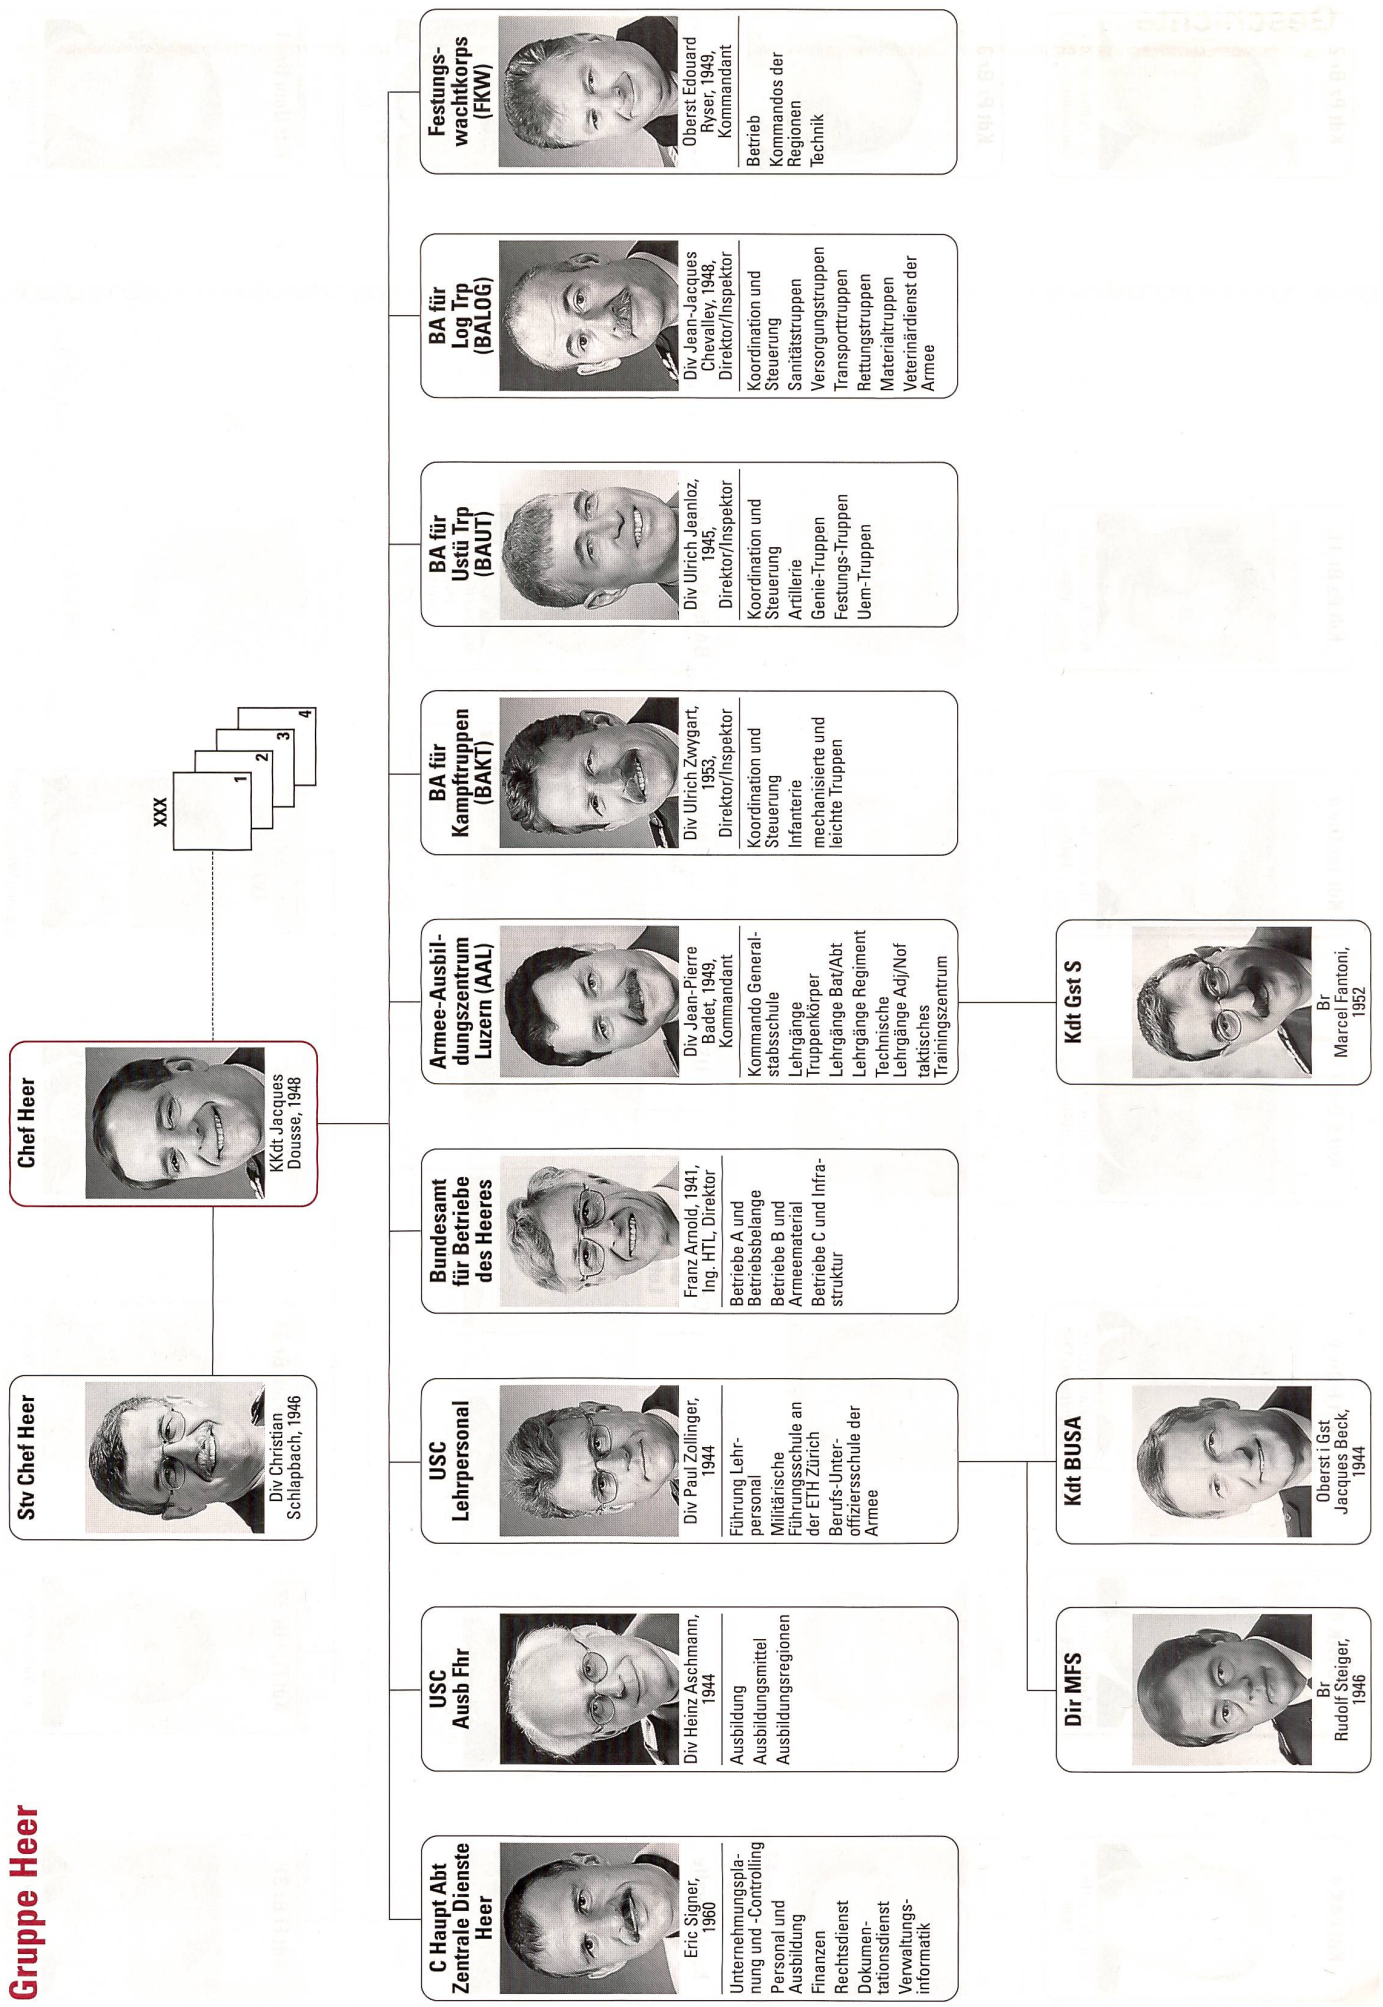 Gruppe Heer
Stv Chef Heer
Div Christian
Schlapbach, 1946
Chef Heer
KKdt Jacques
Dousse, 1948
XXX
1
2
3
4
C Haupt Abt
Zentrale Dienste
Heer
Eric Signer,
1960
Unternehmungspla-
nung und -Controlling
Personal und
Ausbildung
Finanzen
Rechtsdienst
Dokumen-
tationsdienst
Verwaltungs-
informatik
USC
Ausb Fhr
Div Heinz Aschmann,
1944
Ausbildung
Ausbildungsmittel
Ausbildungsregionen
USC
Lehrpersonal
Div Paul Zollinger,
1944
Führung Lehr-
personal
Militärische
Führungsschule an
der ETH Zürich
Berufs-Unter-
offiziersschule der
Armee
Bundesamt
für Betriebe
des Heeres
Franz Arnold, 1941,
Ing. HTL, Direktor
Betriebe A und
Betriebsbelange
Betriebe B und
Armeematerial
Betriebe C und Infra-
struktur
Armee-Ausbil-
dungszentrum
Luzern (AAL)
Div Jean-Pierre
Badet, 1949,
Kommandant
Kommando General-
stabsschule
Lehrgänge
Truppenkörper
Lehrgänge Bat/Abt
Lehrgänge Regiment
Technische
Lehrgänge Adj/Nof
taktisches
Trainingszentrum
BA für
Kampftruppen
(BAKT)
Div Ulrich Zwygart,
1953,
Direktor/Inspektor
Koordination und
Steuerung
Infanterie
mechanisierte und
leichte Truppen
BA für
Ustü Trp
(BAUT)
Div Ulrich Jeanloz,
1945,
Direktor/Inspektor
Koordination und
Steuerung
Artillerie
Genie-Truppen
Festungs-Truppen
Uem-Truppen
BA für
Log Trp
(BALOG)
Div Jean-Jacques
Chevalley, 1948,
Direktor/Inspektor
Koordination und
Steuerung
Sanitätstruppen
Versorgungstruppen
Transporttruppen
Rettungstruppen
Materialtruppen
Veterinärdienst der
Armee
Festungs-
wachtkorps
(FKW)
Oberst Edouard
Ryser, 1949,
Kommandant
Betrieb
Kommandos der
Regionen
Technik
Dir MFS
Br
Rudolf Steiger,
1946
Kdt BUSA
Oberst i Gst
Jacques Beck,
1944
Kdt Gst S
Br
Marcel Fantoni,
1952